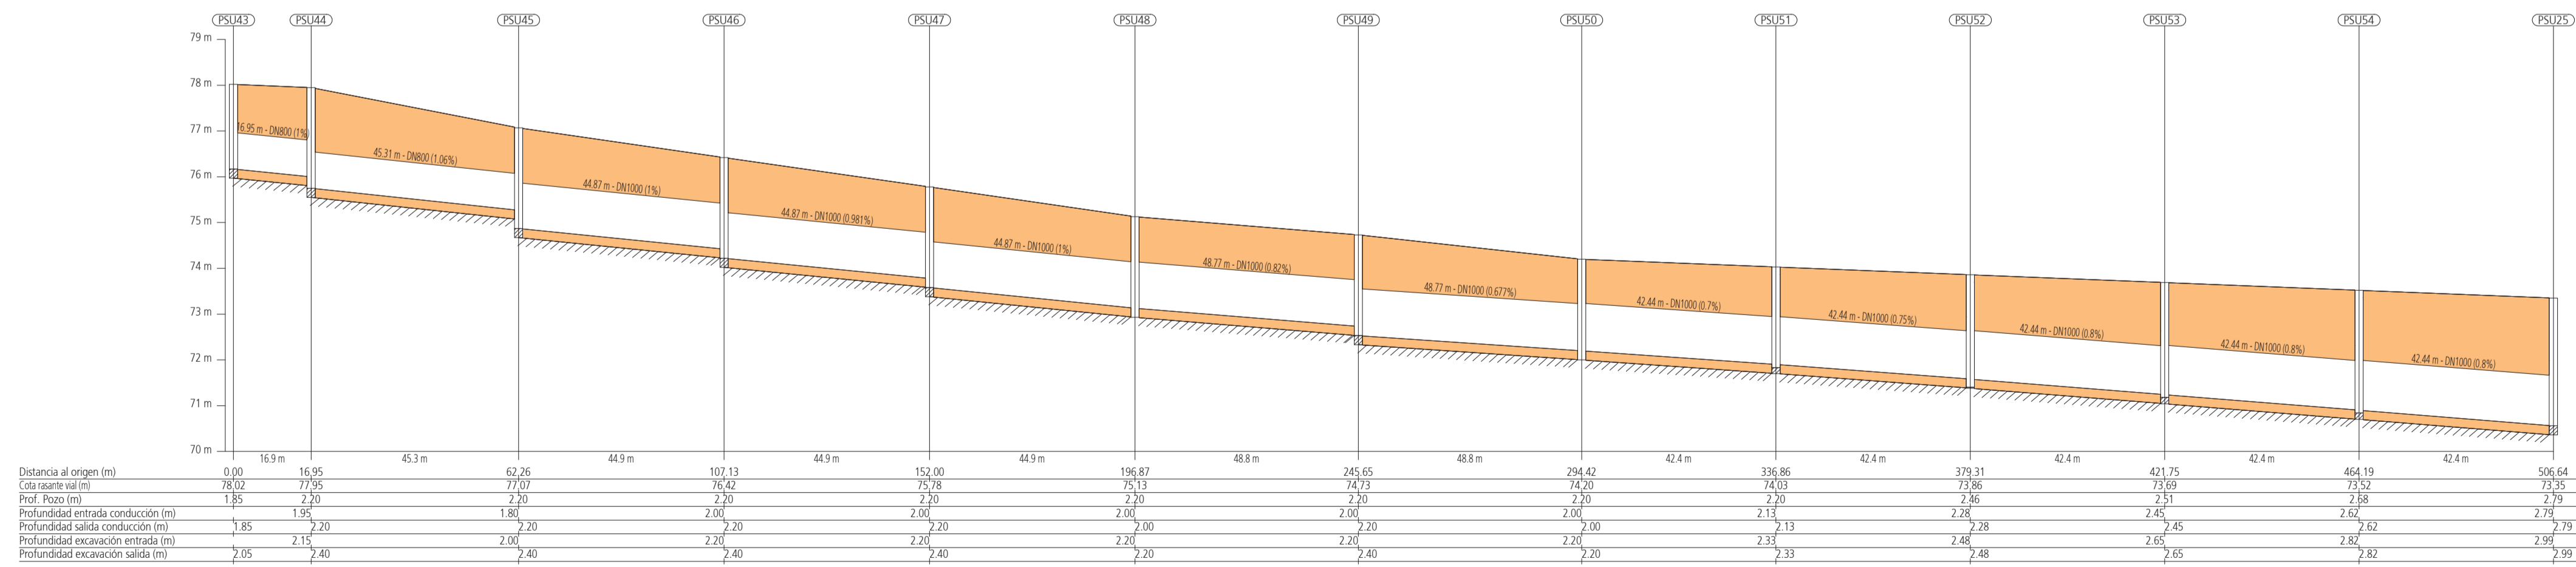 PSU43 PSU44 PSU45 PSU46 PSU47 PSU48 PSU49 PSU50 PSU51 PSU52 PSU53 PSU54 PSU25
79 m
78 m
77 m
76 m
75 m
74 m
73 m
72 m
71 m
70 m
16.95 m - DN800 (1%)
45.31 m - DN800 (1.06%)
44.87 m - DN1000 (1%)
44.87 m - DN1000 (0.981%)
44.87 m - DN1000 (1%)
48.77 m - DN1000 (0.82%)
48.77 m - DN1000 (0.677%)
42.44 m - DN1000 (0.7%)
42.44 m - DN1000 (0.75%)
42.44 m - DN1000 (0.8%)
42.44 m - DN1000 (0.8%)
42.44 m - DN1000 (0.8%)
16.9 m 45.3 m 44.9 m 44.9 m 44.9 m 48.8 m 48.8 m 42.4 m 42.4 m 42.4 m 42.4 m 42.4 m
Distancia al origen (m) 0.00 16.95 62.26 107.13 152.00 196.87 245.65 294.42 336.86 379.31 421.75 464.19 506.64
Cota rasante vial (m) 78.02 77.95 77.07 76.42 75.78 75.13 74.73 74.20 74.03 73.86 73.69 73.52 73.35
Prof. Pozo (m) 1.85 2.20 2.20 2.20 2.20 2.20 2.20 2.20 2.20 2.46 2.51 2.68 2.79
Profundidad entrada conducción (m) 1.95 1.80 2.00 2.00 2.00 2.00 2.00 2.13 2.28 2.45 2.62 2.79
Profundidad salida conducción (m) 1.85 2.20 2.20 2.20 2.20 2.00 2.20 2.00 2.13 2.28 2.45 2.62 2.79
Profundidad excavación entrada (m) 2.15 2.00 2.20 2.20 2.20 2.20 2.20 2.33 2.48 2.65 2.82 2.99
Profundidad excavación salida (m) 2.05 2.40 2.40 2.40 2.40 2.20 2.40 2.20 2.33 2.48 2.65 2.82 2.99